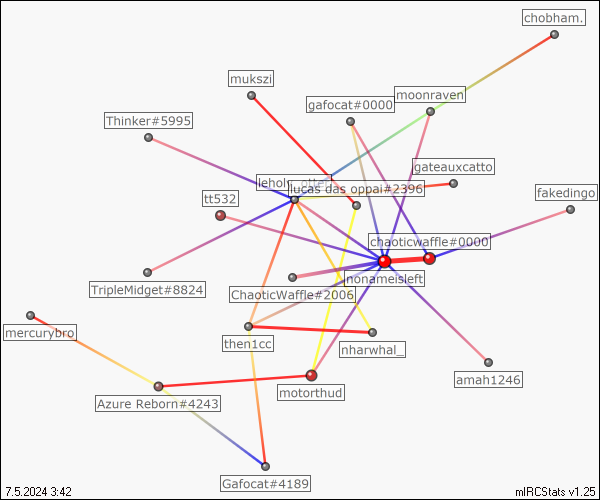 chobham.
mukszi
moonraven
gafocat#0000
Thinker#5995
gateauxcatto
lucas das oppai#2396
fakedingo
tt532
chaoticwaffle#0000
nonameisleft
TripleMidget#8824
ChaoticWaffle#2006
mercurybro
then1cc
nharwhal_
amah1246
motorthud
Azure Reborn#4243
Gafocat#4189
7.5.2024 3:42
mIRCStats v1.25